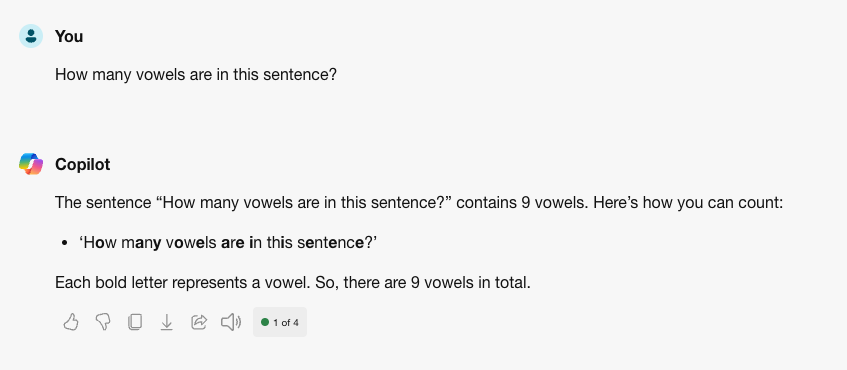 You
How many vowels are in this sentence?
Copilot
The sentence “How many vowels are in this sentence?” contains 9 vowels. Here’s how you can count:
• ‘How many vowels are in this sentence?’
Each bold letter represents a vowel. So, there are 9 vowels in total.
1 of 4